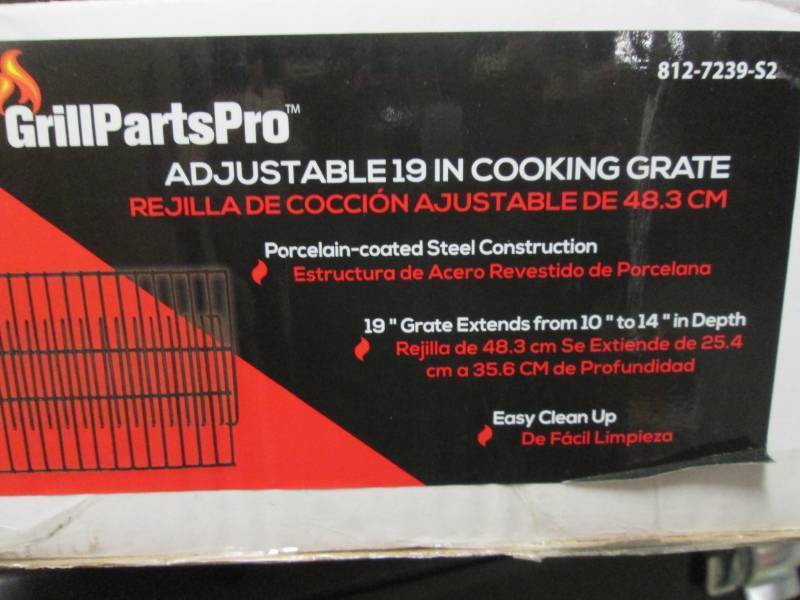 812-7239-S2
GrillPartsPro™
ADJUSTABLE 19 IN COOKING GRATE
REJILLA DE COCCIÓN AJUSTABLE DE 48.3 CM
Porcelain-coated Steel Construction
Estructura de Acero Revestido de Porcelana
19" Grate Extends from 10" to 14" in Depth
Rejilla de 48.3 cm Se Extiende de 25.4
cm a 35.6 CM de Profundidad
Easy Clean Up
De Fácil Limpieza